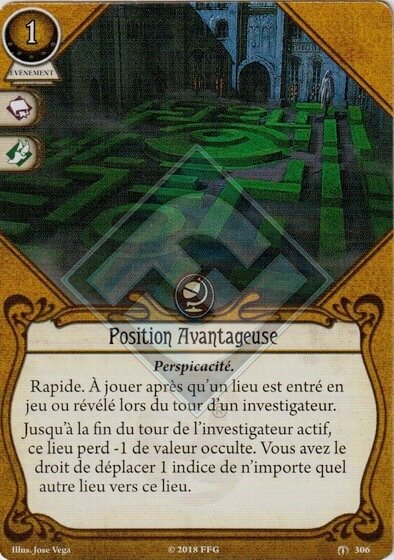 1
ÉVÉNEMENT
Position Avantageuse
Perspicacité.
Rapide. À jouer après qu'un lieu est entré en
jeu ou révélé lors du tour d'un investigateur.
Jusqu'à la fin du tour de l'investigateur actif,
ce lieu perd -1 de valeur occulte. Vous avez le
droit de déplacer 1 indice de n'importe quel
autre lieu vers ce lieu.
Illus. Jose Vega © 2018 FFG 306